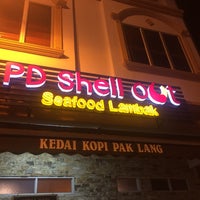 PD Shell out
Seafood Lambak
KEDAI KOPI PAK LANG